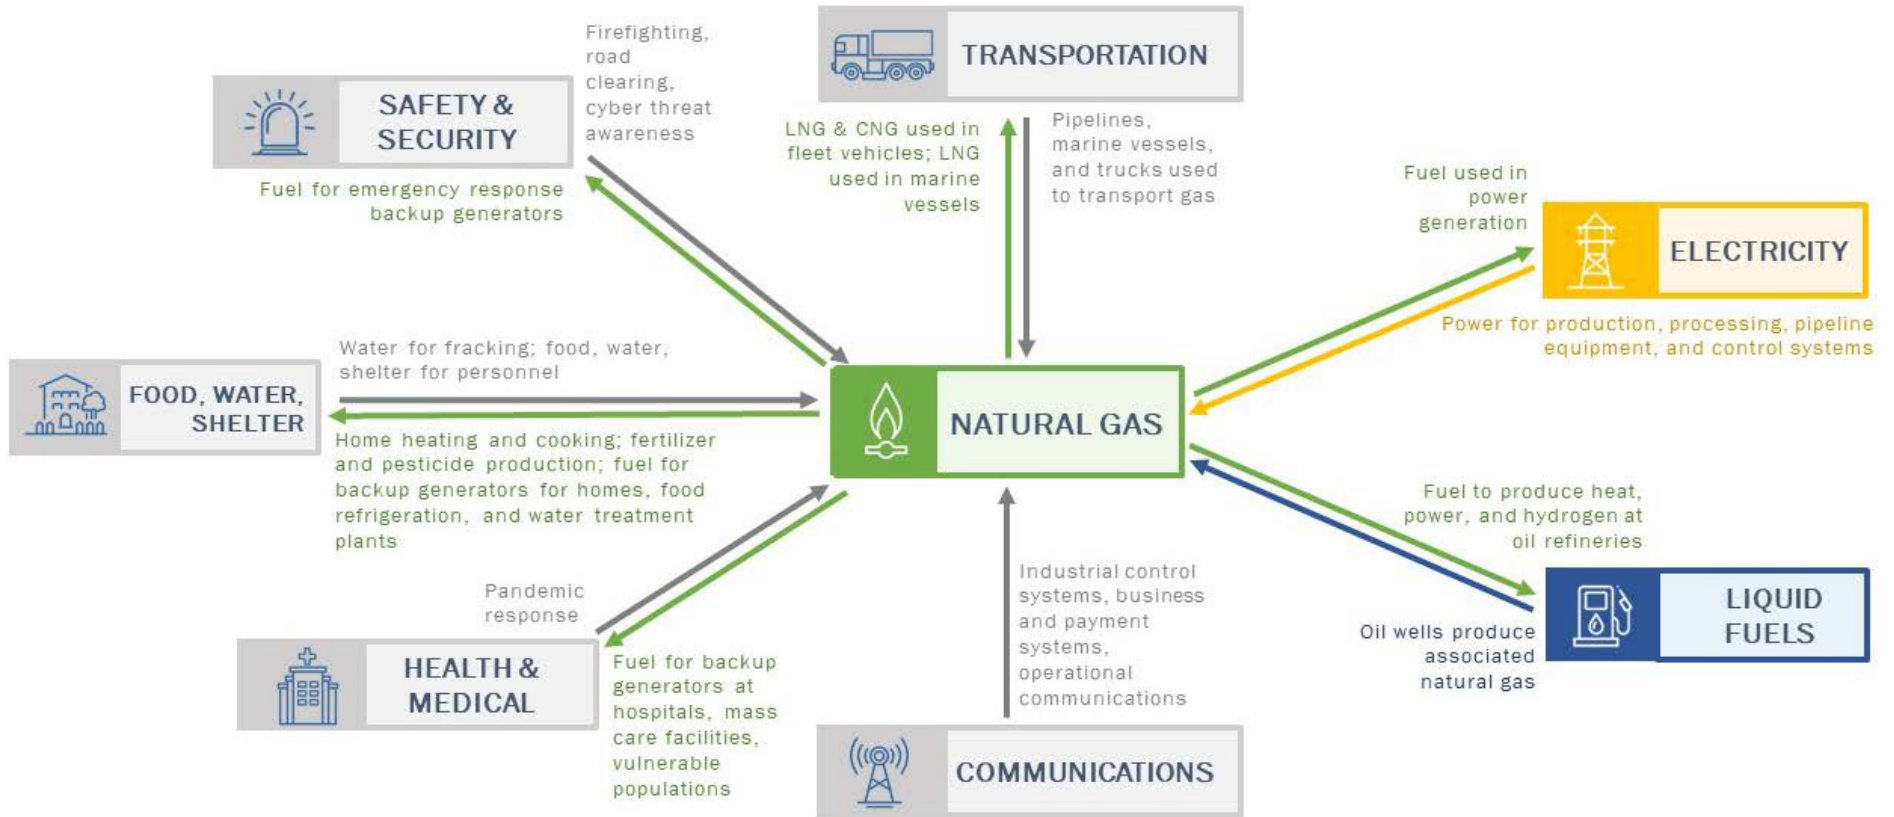 Firefighting,
road
clearing,
cyber threat
awareness
SAFETY &
SECURITY
Fuel for emergency response
backup generators
TRANSPORTATION
LNG & CNG used in
fleet vehicles; LNG
used in marine
vessels
Pipelines,
marine vessels,
and trucks used
to transport gas
Fuel used in
power
generation
ELECTRICITY
Power for production, processing, pipeline
equipment, and control systems
Water for fracking; food, water,
shelter for personnel
FOOD, WATER,
SHELTER
Home heating and cooking; fertilizer
and pesticide production; fuel for
backup generators for homes, food
refrigeration, and water treatment
plants
NATURAL GAS
Fuel to produce heat,
power, and hydrogen at
oil refineries
LIQUID
FUELS
Oil wells produce
associated
natural gas
Pandemic
response
HEALTH &
MEDICAL
Fuel for backup
generators at
hospitals, mass
care facilities,
vulnerable
populations
Industrial control
systems, business
and payment
systems,
operational
communications
COMMUNICATIONS